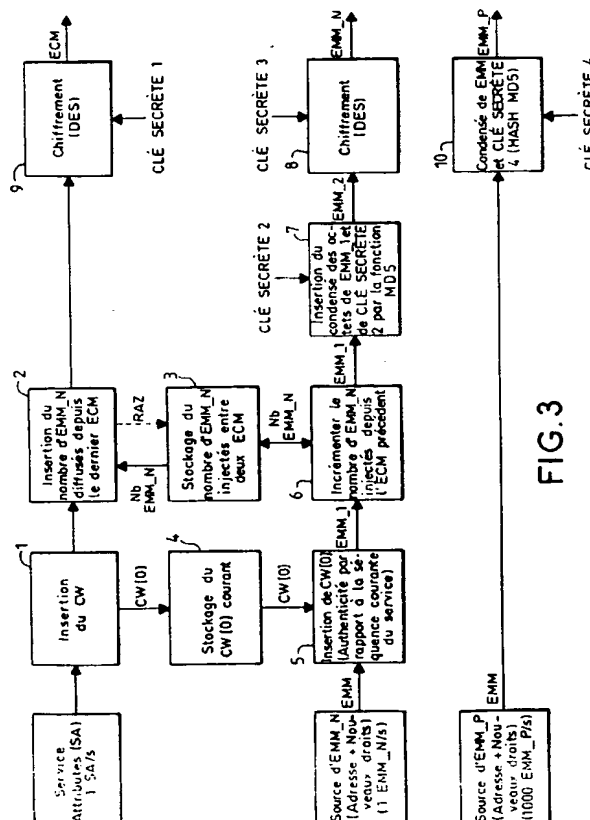 Service
Attributes (SA)
1 SA/s
1
Insertion
du CW
2
Insertion du
nombre d'EMM_N
diffusés depuis
le dernier ECM
9
Chiffrement
(DES)
ECM
CLÉ SECRÈTE 1
CW(0)
Nb
EMM_N
RAZ
4
Stockage du
CW(0) courant
3
Stockage du
nombre d'EMM_N
injectés entre
deux ECM
CW(0)
Nb
EMM_N
CLÉ SECRÈTE 2
CLÉ SECRÈTE 3
Source d'EMM_N
(Adresse + Nou-
veaux droits)
(1 EMM_N/s)
EMM
5
Insertion de CW(0)
(Authenticité par
rapport à la sé-
quence courante
du service)
EMM_1
6
Incrémenter le
nombre d'EMM_N
injectés depuis
l'ECM précédent
EMM_1
7
Insertion du
condensé des oc-
tets de EMM_1 et
de CLÉ SECRÈTE
2 par la fonction
MD5
EMM_2
8
Chiffrement
(DES)
EMM_N
Source d'EMM_P
(Adresse + Nou-
veaux droits)
(1000 EMM_P/s)
EMM
10
Condensé de EMM
et CLÉ SECRÈTE
4 (HASH MD5)
EMM_P
CLÉ SECRÈTE 4
FIG.3